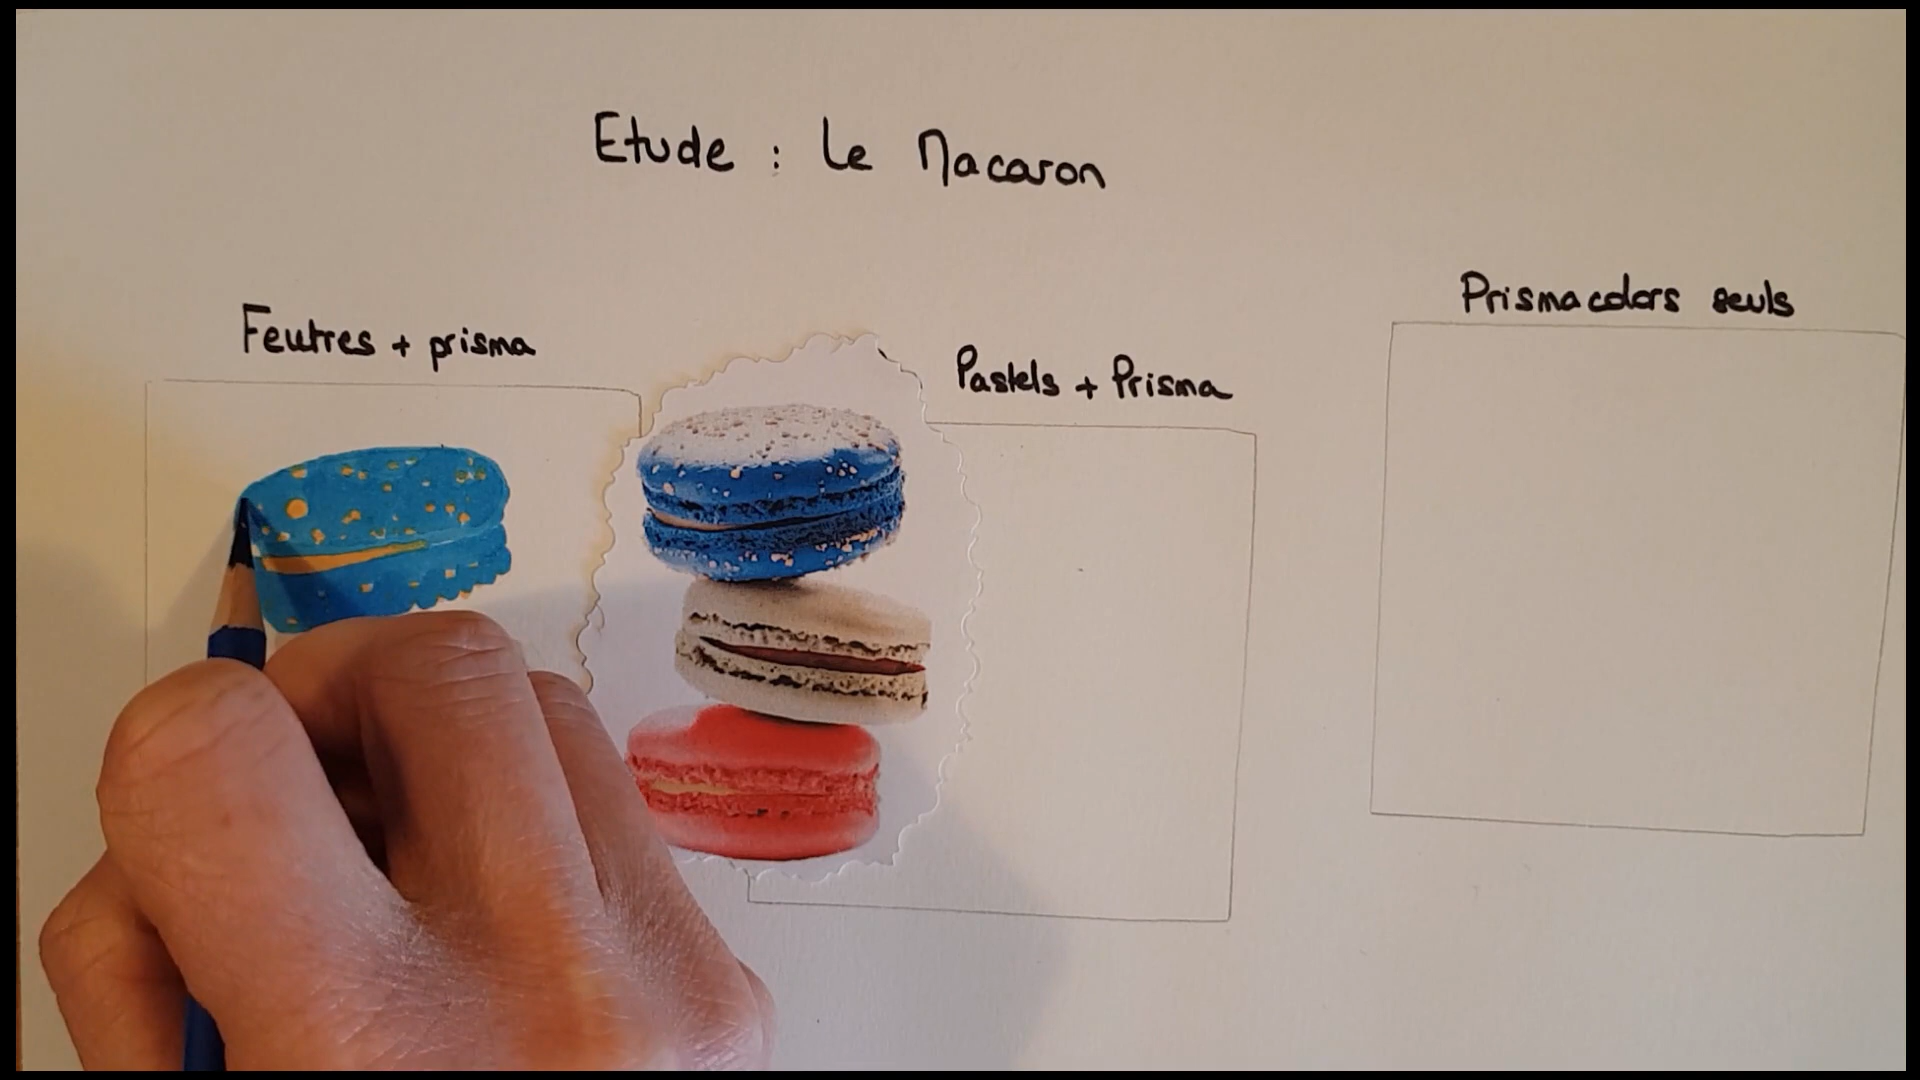 Etude : Le Macaron
Feutres + prisma
Pastels + Prisma
Prismacolors seuls